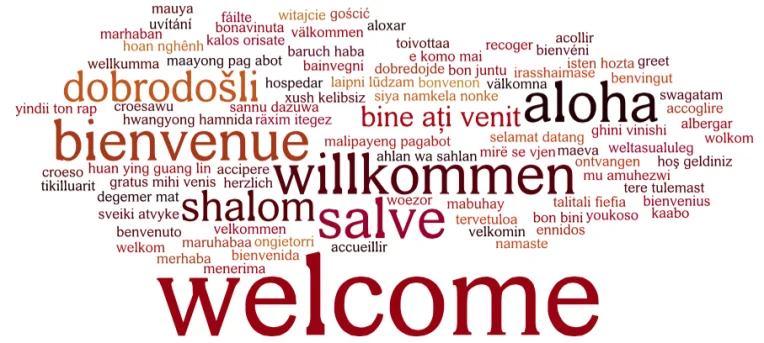 mauya
fáilte
witajcie
gościć
uvítání
bonavinuta
aloxar
marhaban
kalos orisate
välkommen
toivottaa
recoger
acollir
hoan nghênh
baruch haba
e komo mai
bienvéni
wellkumma
maayong pag abot
bainvegni
dobredojde
bon juntu
irasshaimase
isten hozta
greet
dobrodošli
hospedar
laipni lūdzam
bonvenon
välkomna
benvingut
xush kelibsiz
siya namkela nonke
aloha
swagatam
yindii ton rap
croesawu
sannu dazuwa
bine ați venit
accoglire
hwangyong hamnida
räxim itegez
ghini vinishi
albergar
bienvenue
malipayeng pagabot
selamat datang
weltasualuleg
wolkom
ahlan wa sahlan
mirë se vjen
maeva
ontvangen
hoş geldiniz
croeso
huan ying guang lin
accipere
willkommen
mu amuhezwi
tikilluarit
gratus mihi venis
herzlich
tere tulemast
degemer mat
shalom
salve
woezor
mabuhay
talitali fiefia
bienvenius
sveiki atvyke
tervetuloa
bon bini
youkoso
kaabo
benvenuto
velkommen
velkomin
ennidos
welkom
maruhabaa
ongietorri
accueillir
namaste
merhaba
bienvenida
menerima
welcome